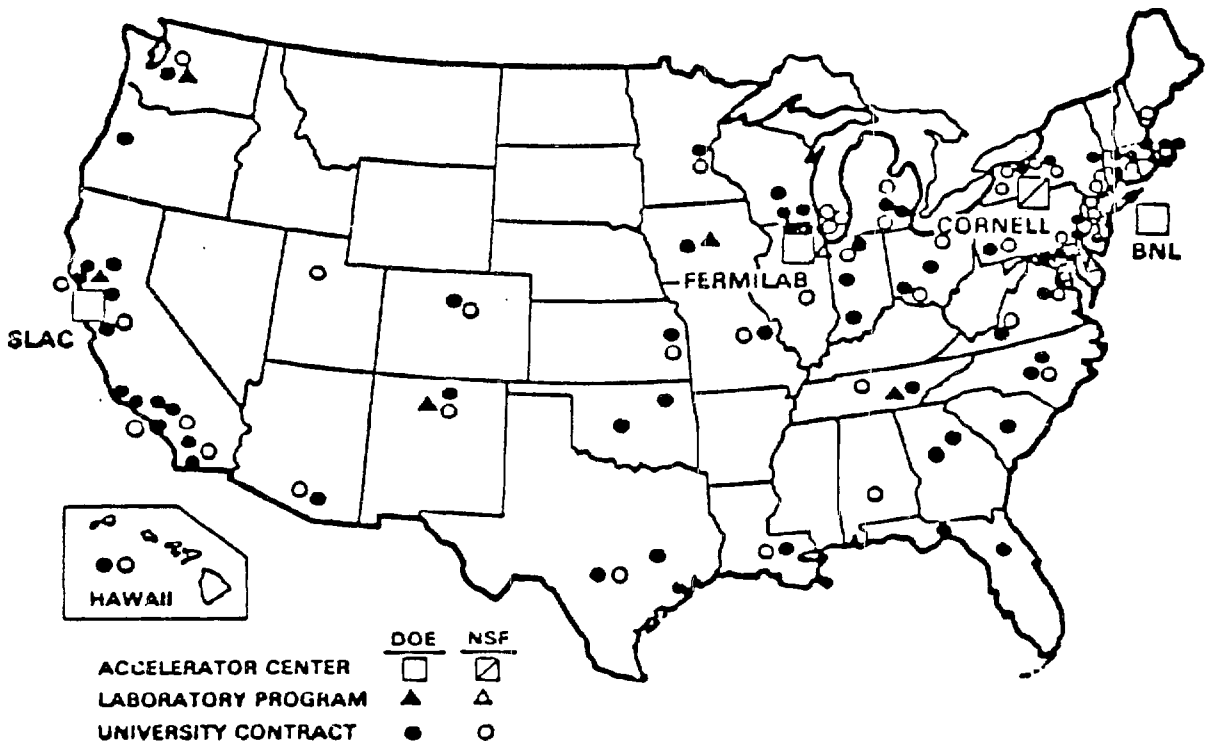 CORNELL
BNL
FERMILAB
SLAC
HAWAII
DOE NSF
ACCELERATOR CENTER
LABORATORY PROGRAM
UNIVERSITY CONTRACT